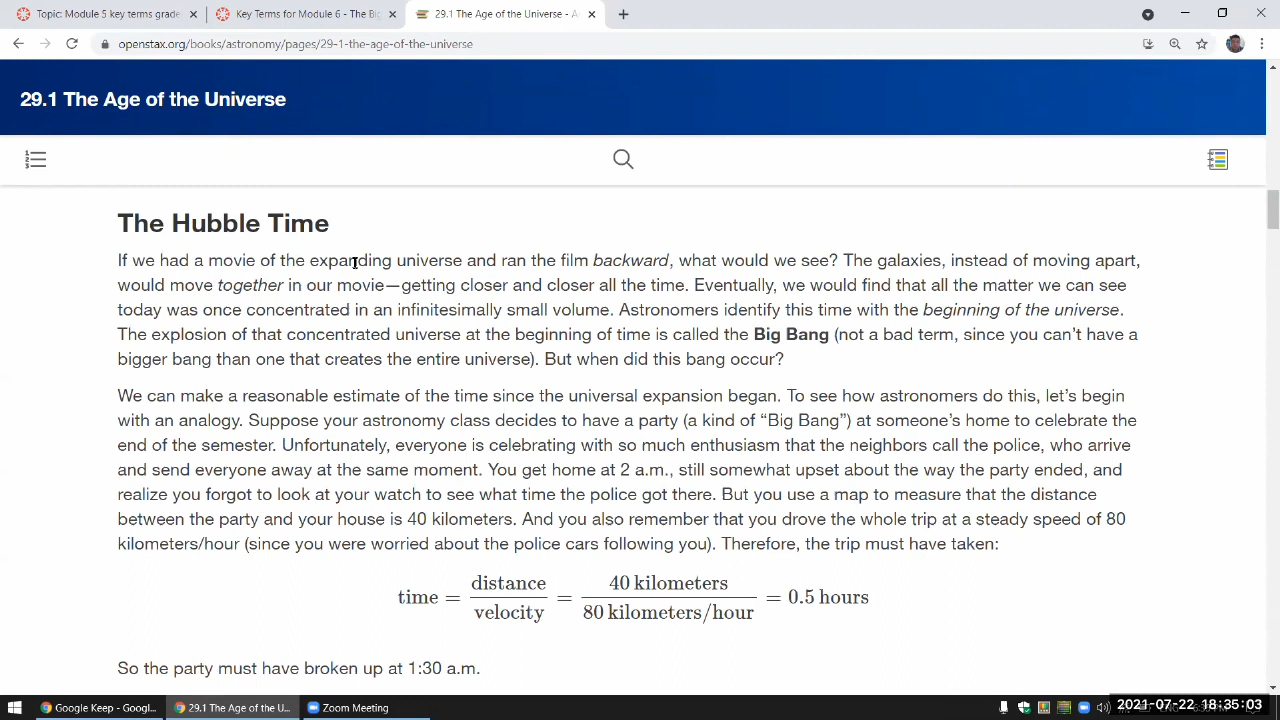 Topic: Module 5 key terms grade
Key Terms for Module 6 - The Big
29.1 The Age of the Universe - A
openstax.org/books/astronomy/pages/29-1-the-age-of-the-universe
29.1 The Age of the Universe
The Hubble Time
If we had a movie of the expanding universe and ran the film backward, what would we see? The galaxies, instead of moving apart,
would move together in our movie—getting closer and closer all the time. Eventually, we would find that all the matter we can see
today was once concentrated in an infinitesimally small volume. Astronomers identify this time with the beginning of the universe.
The explosion of that concentrated universe at the beginning of time is called the Big Bang (not a bad term, since you can't have a
bigger bang than one that creates the entire universe). But when did this bang occur?
We can make a reasonable estimate of the time since the universal expansion began. To see how astronomers do this, let's begin
with an analogy. Suppose your astronomy class decides to have a party (a kind of “Big Bang”) at someone's home to celebrate the
end of the semester. Unfortunately, everyone is celebrating with so much enthusiasm that the neighbors call the police, who arrive
and send everyone away at the same moment. You get home at 2 a.m., still somewhat upset about the way the party ended, and
realize you forgot to look at your watch to see what time the police got there. But you use a map to measure that the distance
between the party and your house is 40 kilometers. And you also remember that you drove the whole trip at a steady speed of 80
kilometers/hour (since you were worried about the police cars following you). Therefore, the trip must have taken:
time = distance/velocity = 40 kilometers/80 kilometers/hour = 0.5 hours
So the party must have broken up at 1:30 a.m.
Google Keep - Googl...
29.1 The Age of the U...
Zoom Meeting
2021-07-22 18:35:03